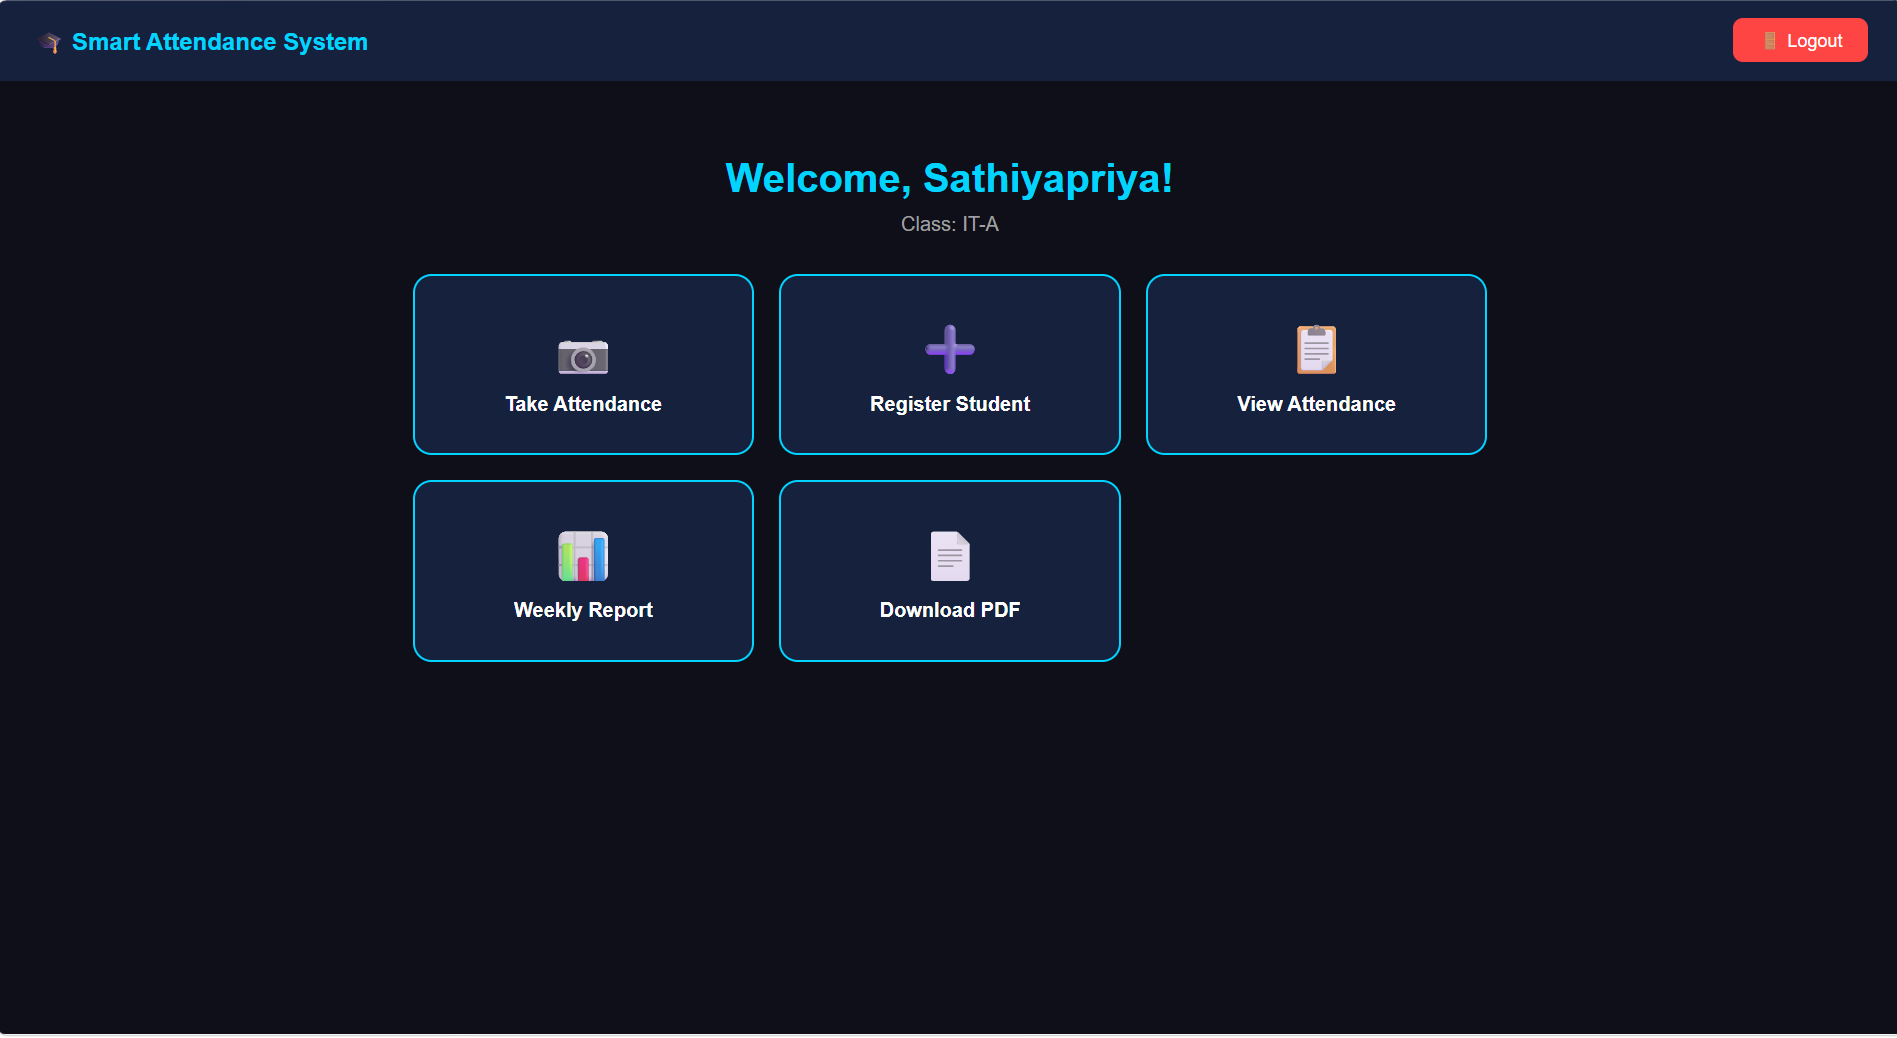 Smart Attendance System
Logout
Welcome, Sathiyapriya!
Class: IT-A
Take Attendance
Register Student
View Attendance
Weekly Report
Download PDF